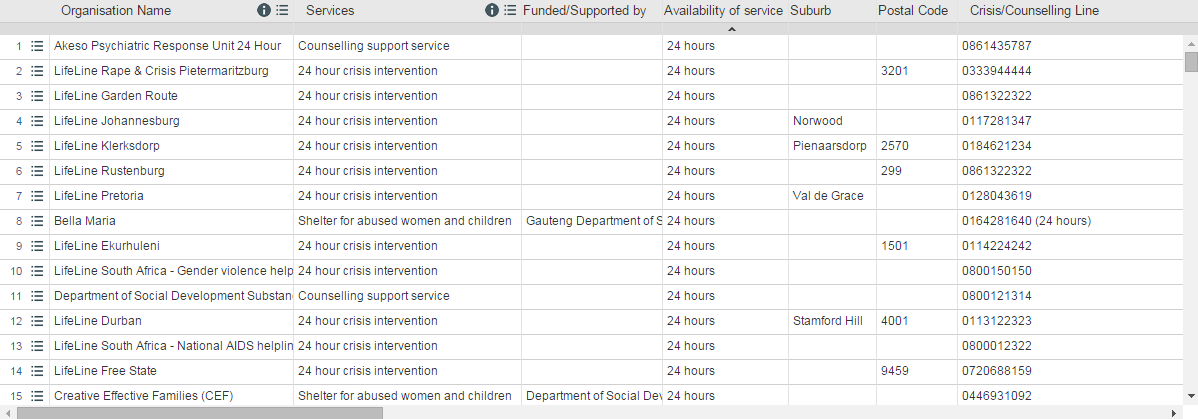 Organisation Name Services Funded/Supported by Availability of service Suburb Postal Code Crisis/Counselling Line
1 Akeso Psychiatric Response Unit 24 Hour Counselling support service 24 hours 0861435787
2 LifeLine Rape & Crisis Pietermaritzburg 24 hour crisis intervention 24 hours 3201 0333944444
3 LifeLine Garden Route 24 hour crisis intervention 24 hours 0861322322
4 LifeLine Johannesburg 24 hour crisis intervention 24 hours Norwood 0117281347
5 LifeLine Klerksdorp 24 hour crisis intervention 24 hours Pienaarsdorp 2570 0184621234
6 LifeLine Rustenburg 24 hour crisis intervention 24 hours 299 0861322322
7 LifeLine Pretoria 24 hour crisis intervention 24 hours Val de Grace 0128043619
8 Bella Maria Shelter for abused women and children Gauteng Department of S 24 hours 0164281640 (24 hours)
9 LifeLine Ekurhuleni 24 hour crisis intervention 24 hours 1501 0114224242
10 LifeLine South Africa - Gender violence help 24 hour crisis intervention 24 hours 0800150150
11 Department of Social Development Substan Counselling support service 24 hours 0800121314
12 LifeLine Durban 24 hour crisis intervention 24 hours Stamford Hill 4001 0113122323
13 LifeLine South Africa - National AIDS helplin 24 hour crisis intervention 24 hours 0800012322
14 LifeLine Free State 24 hour crisis intervention 24 hours 9459 0720688159
15 Creative Effective Families (CEF) Shelter for abused women and children Department of Social Dev 24 hours 0446931092